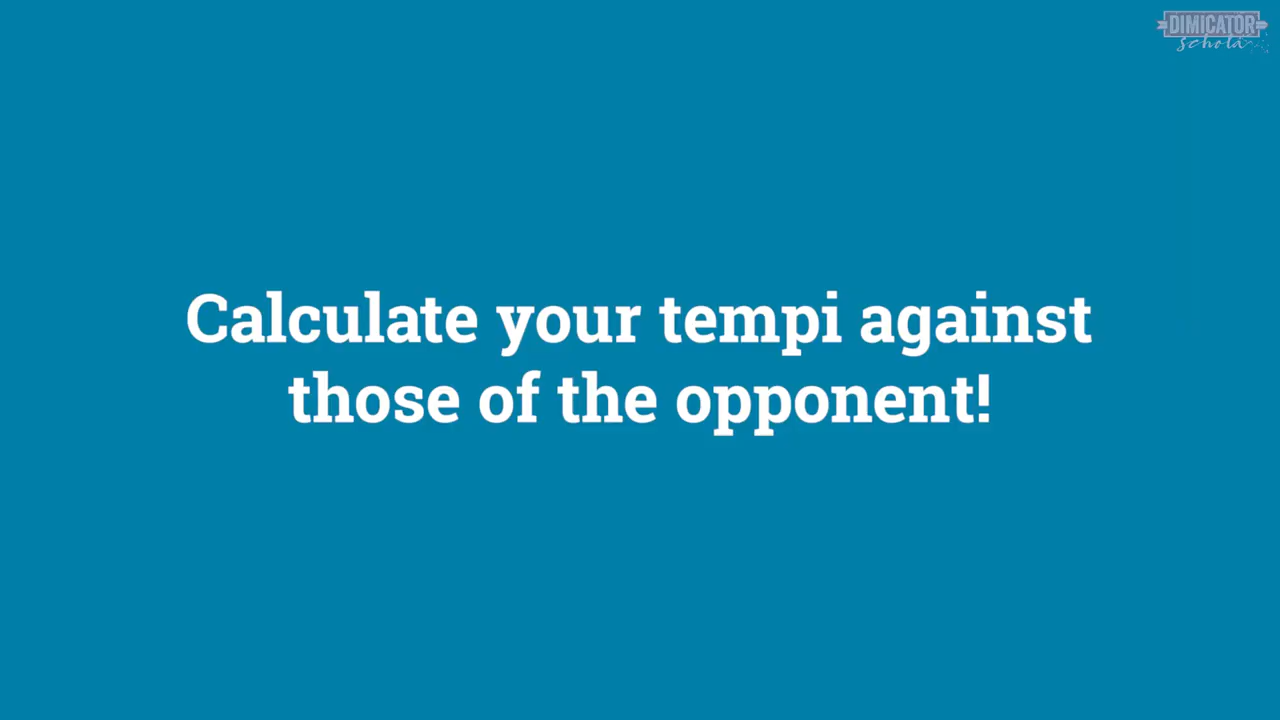 DIMICATOR
schola
Calculate your tempi against
those of the opponent!